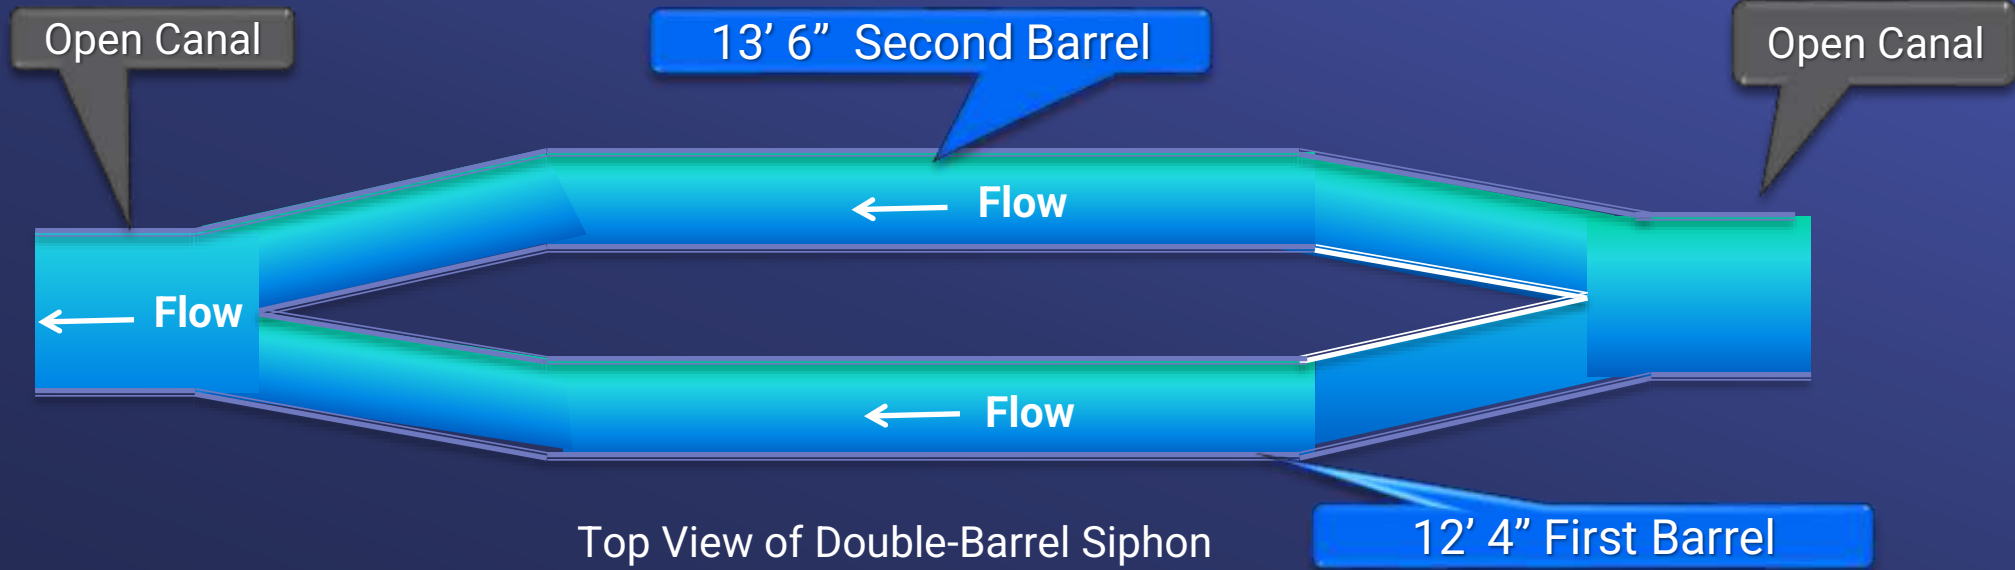 Open Canal
13’ 6” Second Barrel
Open Canal
Flow
Flow
Flow
Top View of Double-Barrel Siphon
12’ 4” First Barrel